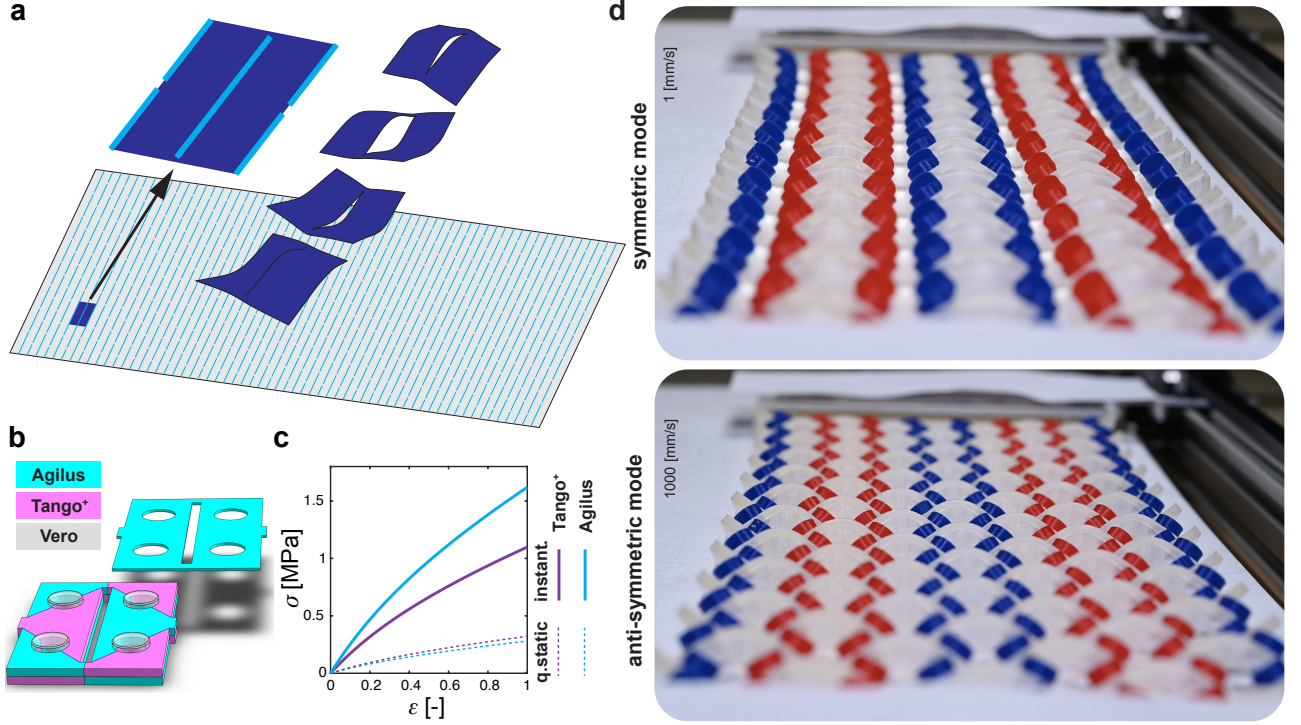 a
b
Agilus
Tango⁺
Vero
c
σ [MPa]
1.5
1
0.5
0
0
0.2
0.4
0.6
0.8
1
ε [-]
q.static instant.
Tango⁺
Agilus
d
symmetric mode
1 [mm/s]
anti-symmetric mode
1000 [mm/s]